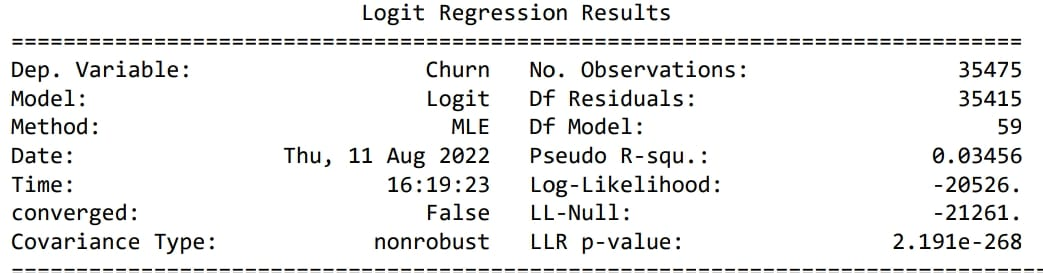 Logit Regression Results
==============================================================================
Dep. Variable: Churn No. Observations: 35475
Model: Logit Df Residuals: 35415
Method: MLE Df Model: 59
Date: Thu, 11 Aug 2022 Pseudo R-squ.: 0.03456
Time: 16:19:23 Log-Likelihood: -20526.
converged: False LL-Null: -21261.
Covariance Type: nonrobust LLR p-value: 2.191e-268
================================================================================